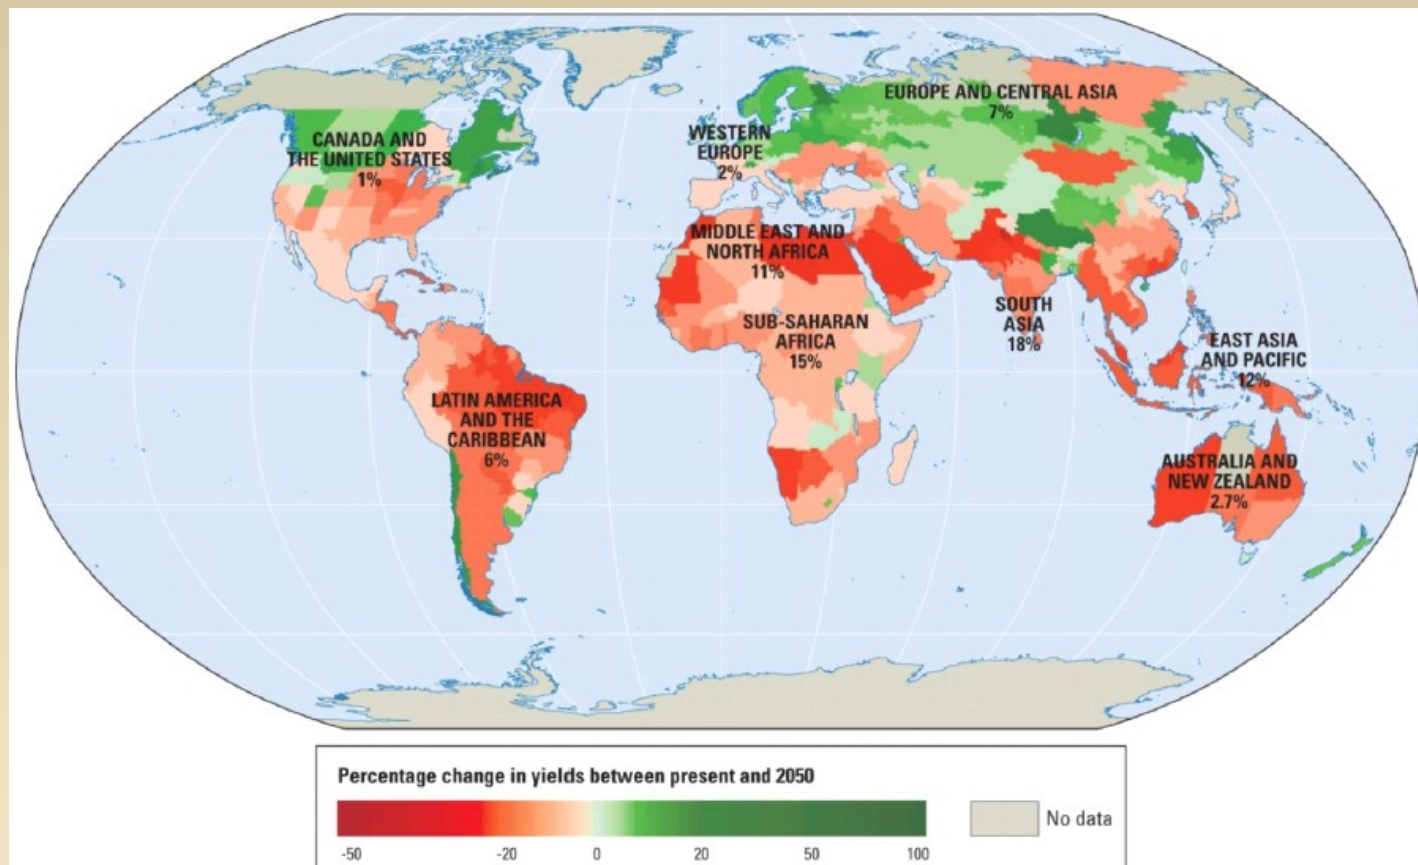 EUROPE AND CENTRAL ASIA
7%
CANADA AND
THE UNITED STATES
1%
WESTERN
EUROPE
2%
MIDDLE EAST AND
NORTH AFRICA
11%
SUB-SAHARAN
AFRICA
15%
SOUTH
ASIA
18%
EAST ASIA
AND PACIFIC
12%
LATIN AMERICA
AND THE
CARIBBEAN
6%
AUSTRALIA AND
NEW ZEALAND
2.7%
Percentage change in yields between present and 2050
No data
-50 -20 0 20 50 100